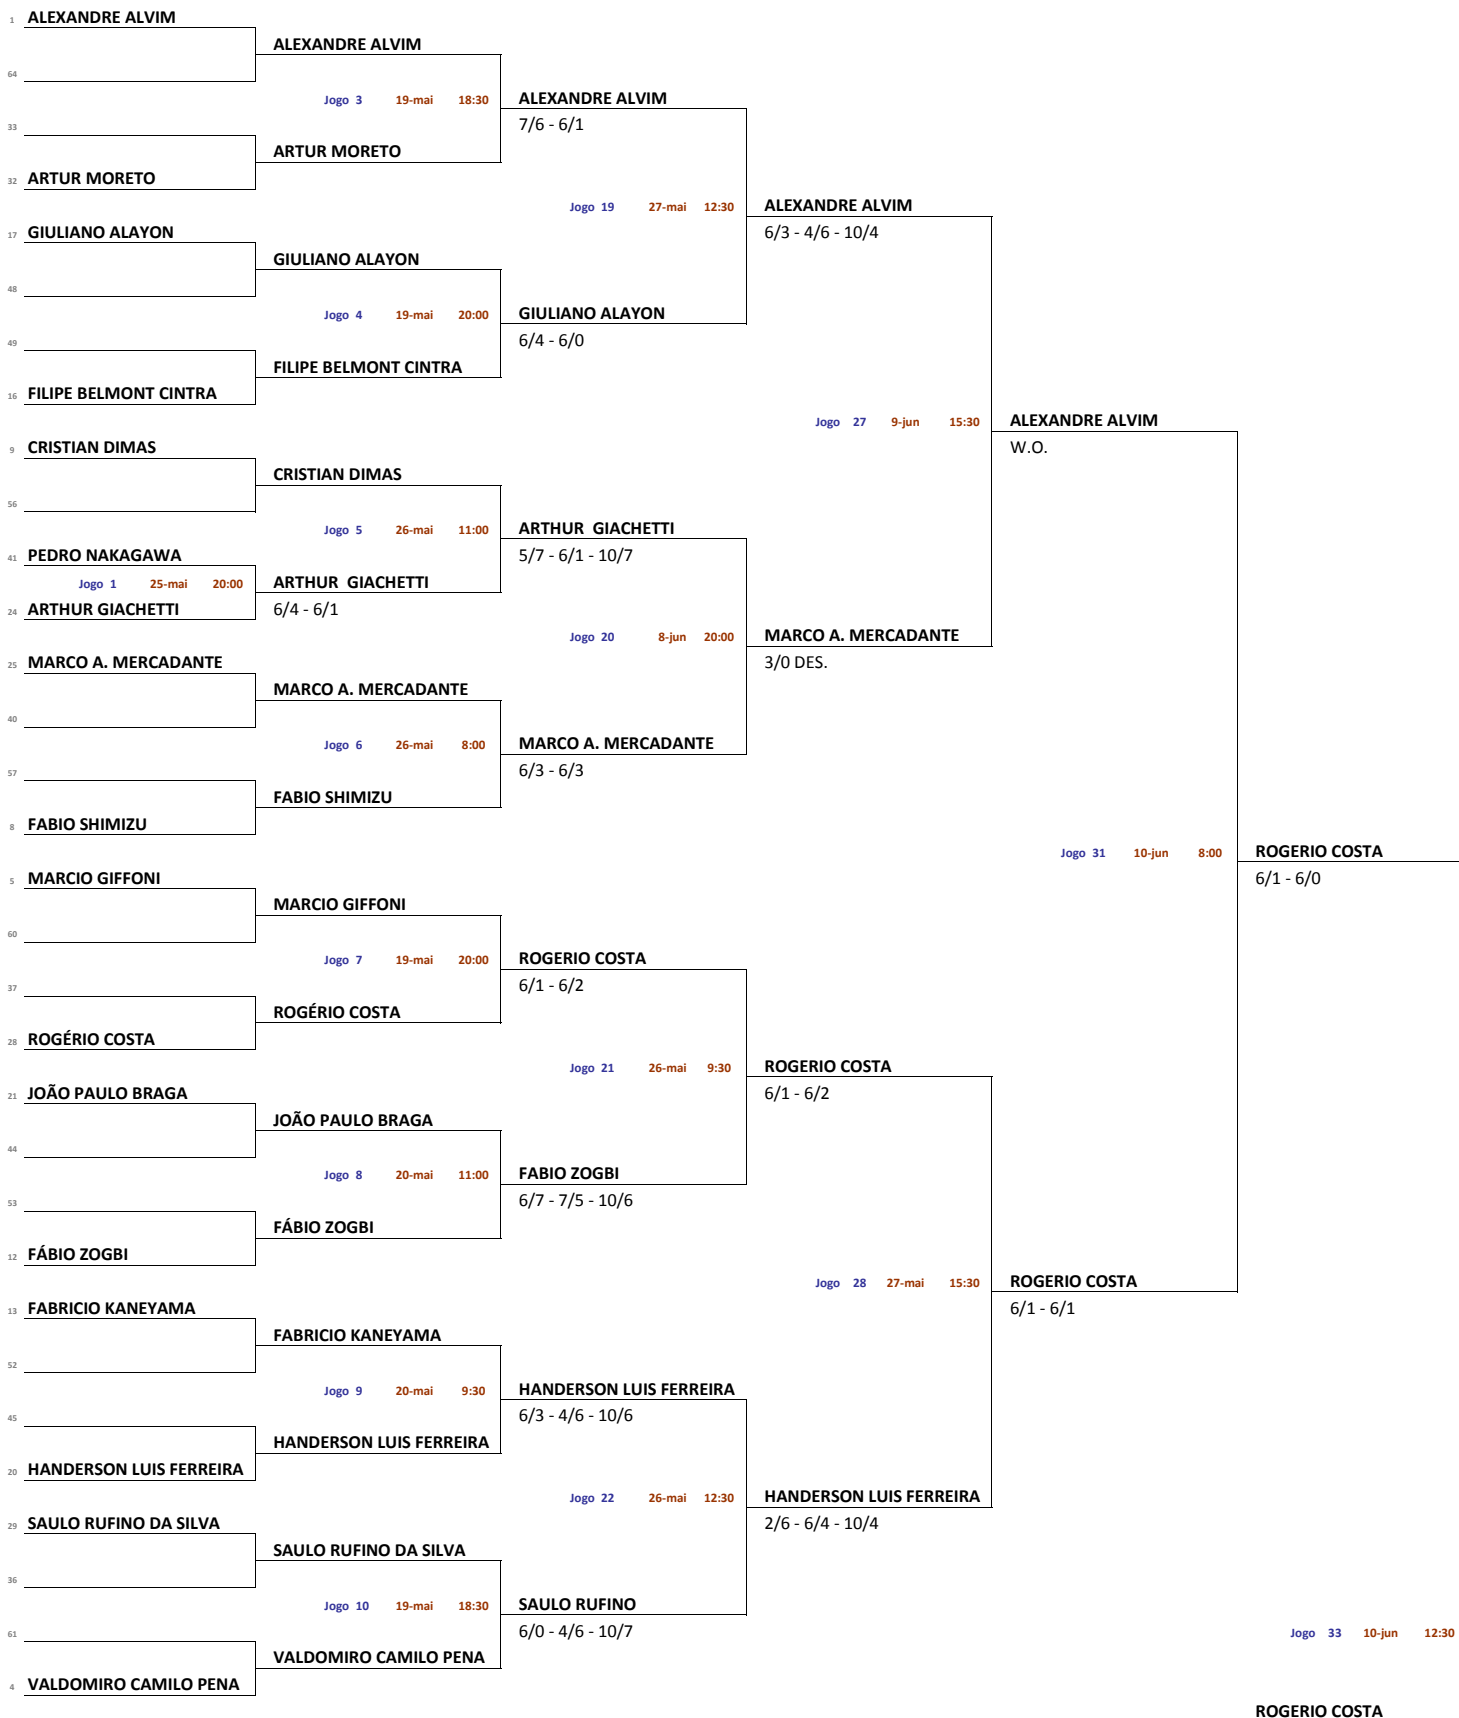 1 ALEXANDRE ALVIM
ALEXANDRE ALVIM
64
Jogo 3 19-mai 18:30 ALEXANDRE ALVIM
33 7/6 - 6/1
ARTUR MORETO
32 ARTUR MORETO
Jogo 19 27-mai 12:30 ALEXANDRE ALVIM
17 GIULIANO ALAYON 6/3 - 4/6 - 10/4
GIULIANO ALAYON
48
Jogo 4 19-mai 20:00 GIULIANO ALAYON
49 6/4 - 6/0
FILIPE BELMONT CINTRA
16 FILIPE BELMONT CINTRA
Jogo 27 9-jun 15:30 ALEXANDRE ALVIM
9 CRISTIAN DIMAS W.O.
CRISTIAN DIMAS
56
Jogo 5 26-mai 11:00 ARTHUR GIACHETTI
41 PEDRO NAKAGAWA 5/7 - 6/1 - 10/7
Jogo 1 25-mai 20:00 ARTHUR GIACHETTI
24 ARTHUR GIACHETTI 6/4 - 6/1
Jogo 20 8-jun 20:00 MARCO A. MERCADANTE
25 MARCO A. MERCADANTE 3/0 DES.
MARCO A. MERCADANTE
40
Jogo 6 26-mai 8:00 MARCO A. MERCADANTE
57 6/3 - 6/3
FABIO SHIMIZU
8 FABIO SHIMIZU
Jogo 31 10-jun 8:00 ROGERIO COSTA
5 MARCIO GIFFONI 6/1 - 6/0
MARCIO GIFFONI
60
Jogo 7 19-mai 20:00 ROGERIO COSTA
37 6/1 - 6/2
ROGÉRIO COSTA
28 ROGÉRIO COSTA
Jogo 21 26-mai 9:30 ROGERIO COSTA
21 JOÃO PAULO BRAGA 6/1 - 6/2
JOÃO PAULO BRAGA
44
Jogo 8 20-mai 11:00 FABIO ZOGBI
53 6/7 - 7/5 - 10/6
FÁBIO ZOGBI
12 FÁBIO ZOGBI
Jogo 28 27-mai 15:30 ROGERIO COSTA
13 FABRICIO KANEYAMA 6/1 - 6/1
FABRICIO KANEYAMA
52
Jogo 9 20-mai 9:30 HANDERSON LUIS FERREIRA
45 6/3 - 4/6 - 10/6
HANDERSON LUIS FERREIRA
20 HANDERSON LUIS FERREIRA
Jogo 22 26-mai 12:30 HANDERSON LUIS FERREIRA
29 SAULO RUFINO DA SILVA 2/6 - 6/4 - 10/4
SAULO RUFINO DA SILVA
36
Jogo 10 19-mai 18:30 SAULO RUFINO
61 6/0 - 4/6 - 10/7 Jogo 33 10-jun 12:30
VALDOMIRO CAMILO PENA
4 VALDOMIRO CAMILO PENA
ROGERIO COSTA